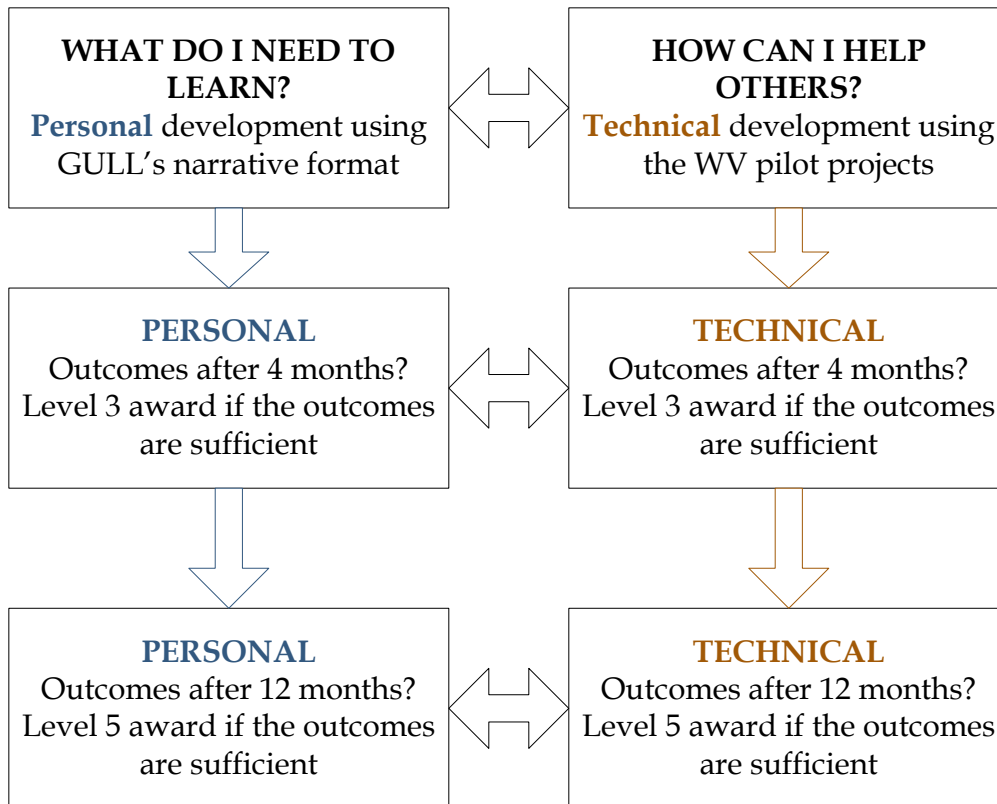 WHAT DO I NEED TO
LEARN?
Personal development using
GULL’s narrative format
HOW CAN I HELP
OTHERS?
Technical development using
the WV pilot projects
PERSONAL
Outcomes after 4 months?
Level 3 award if the outcomes
are sufficient
TECHNICAL
Outcomes after 4 months?
Level 3 award if the outcomes
are sufficient
PERSONAL
Outcomes after 12 months?
Level 5 award if the outcomes
are sufficient
TECHNICAL
Outcomes after 12 months?
Level 5 award if the outcomes
are sufficient